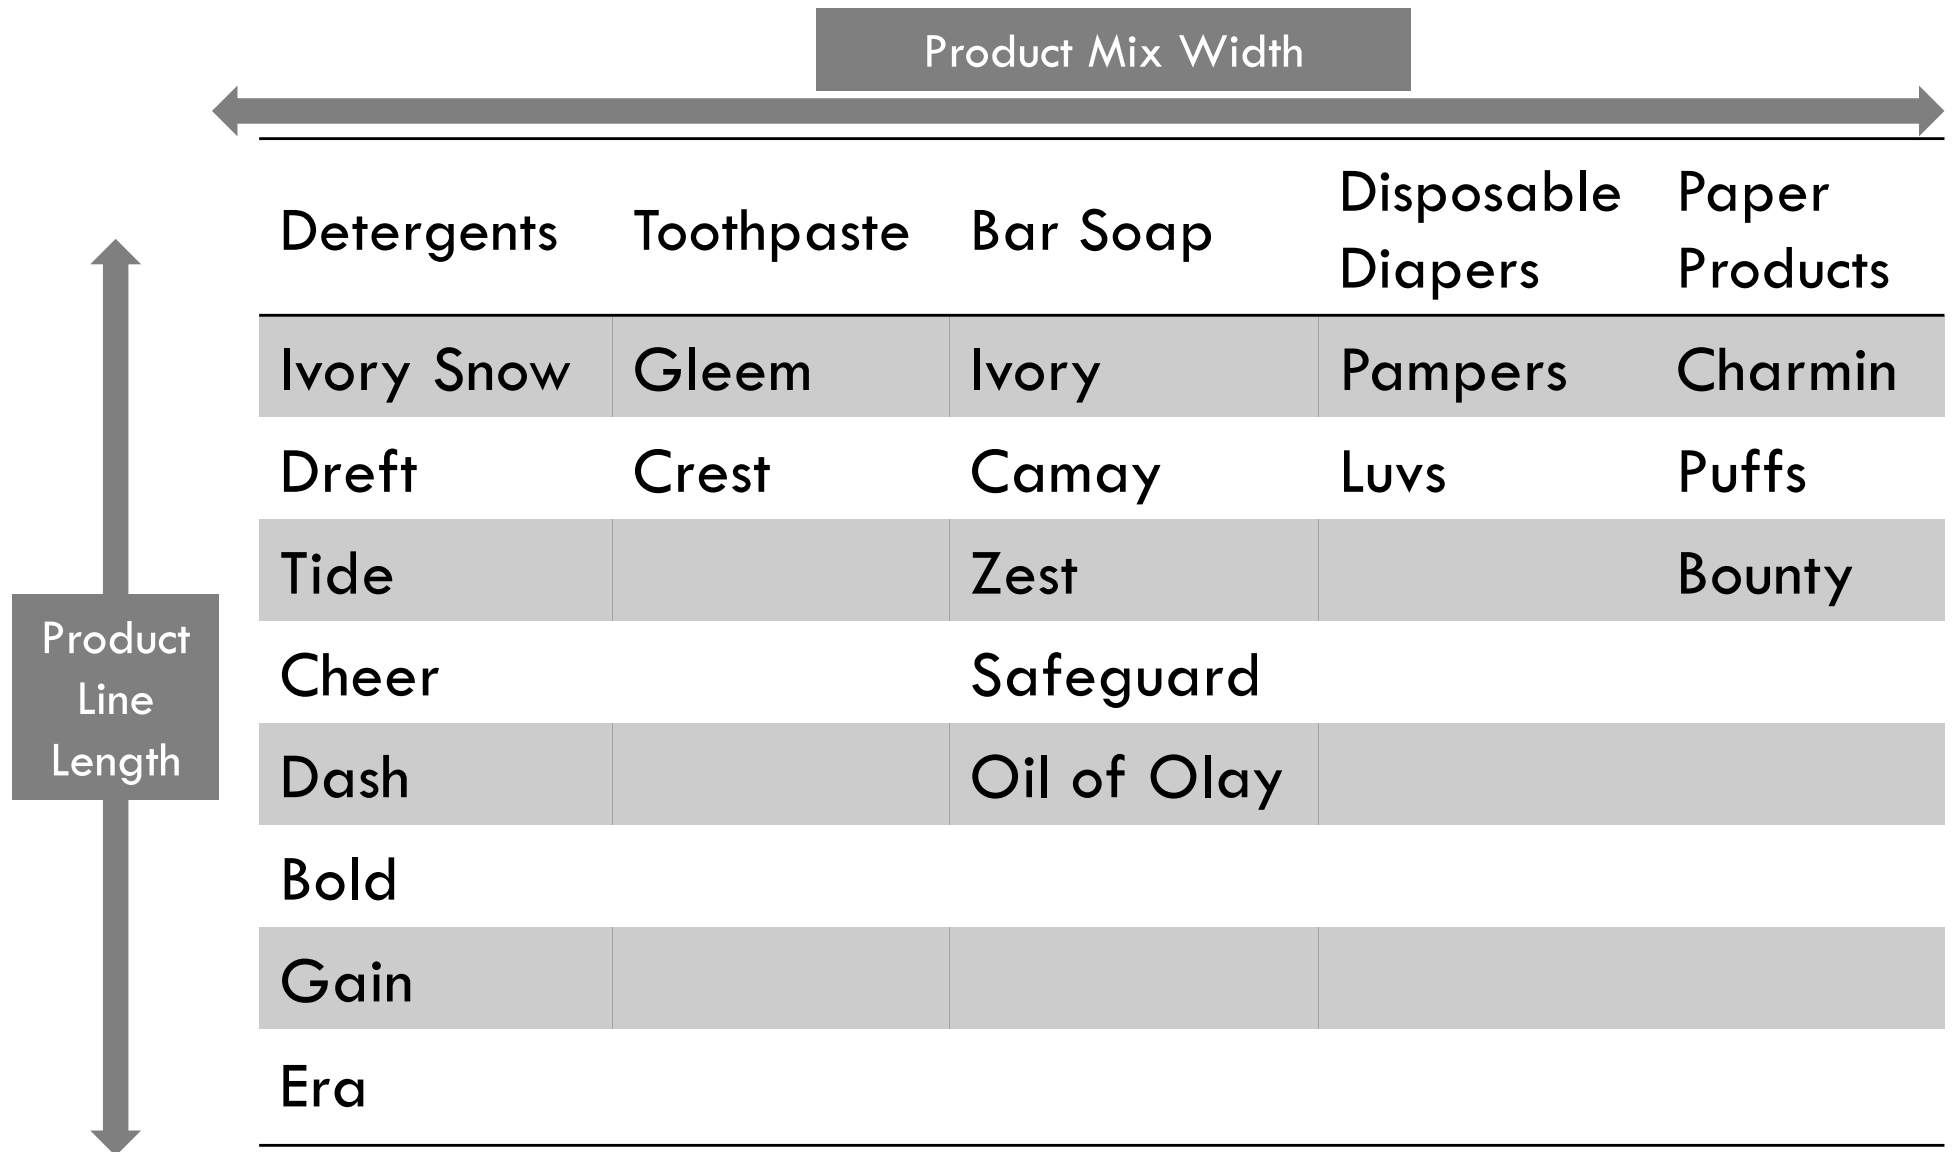 Product Mix Width
Detergents Toothpaste Bar Soap Disposable Diapers Paper Products
Ivory Snow Gleem Ivory Pampers Charmin
Dreft Crest Camay Luvs Puffs
Tide Zest Bounty
Cheer Safeguard
Product
Line
Length
Dash Oil of Olay
Bold
Gain
Era